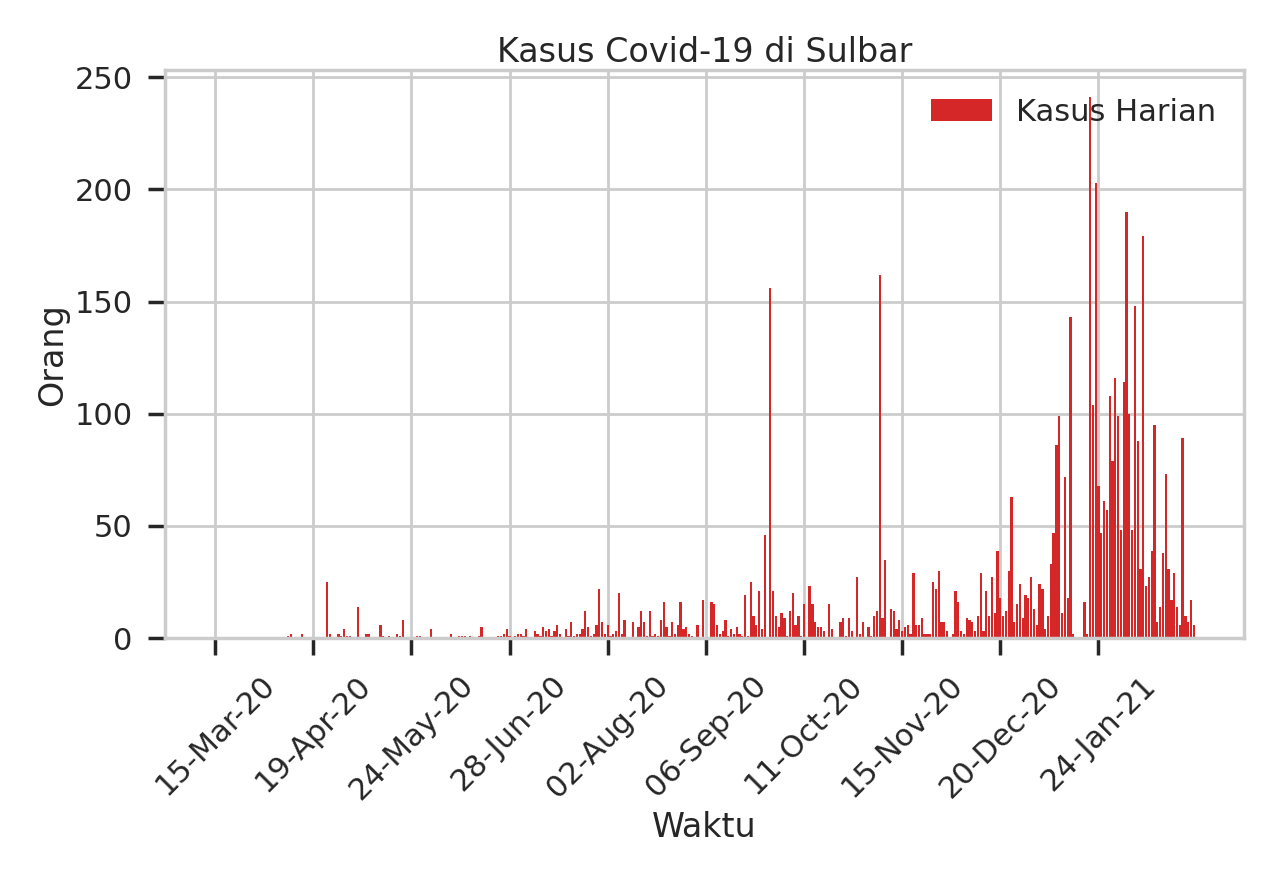 Kasus Covid-19 di Sulbar
Kasus Harian
Orang
250
200
150
100
50
0
15-Mar-20
19-Apr-20
24-May-20
28-Jun-20
02-Aug-20
06-Sep-20
11-Oct-20
15-Nov-20
20-Dec-20
24-Jan-21
Waktu